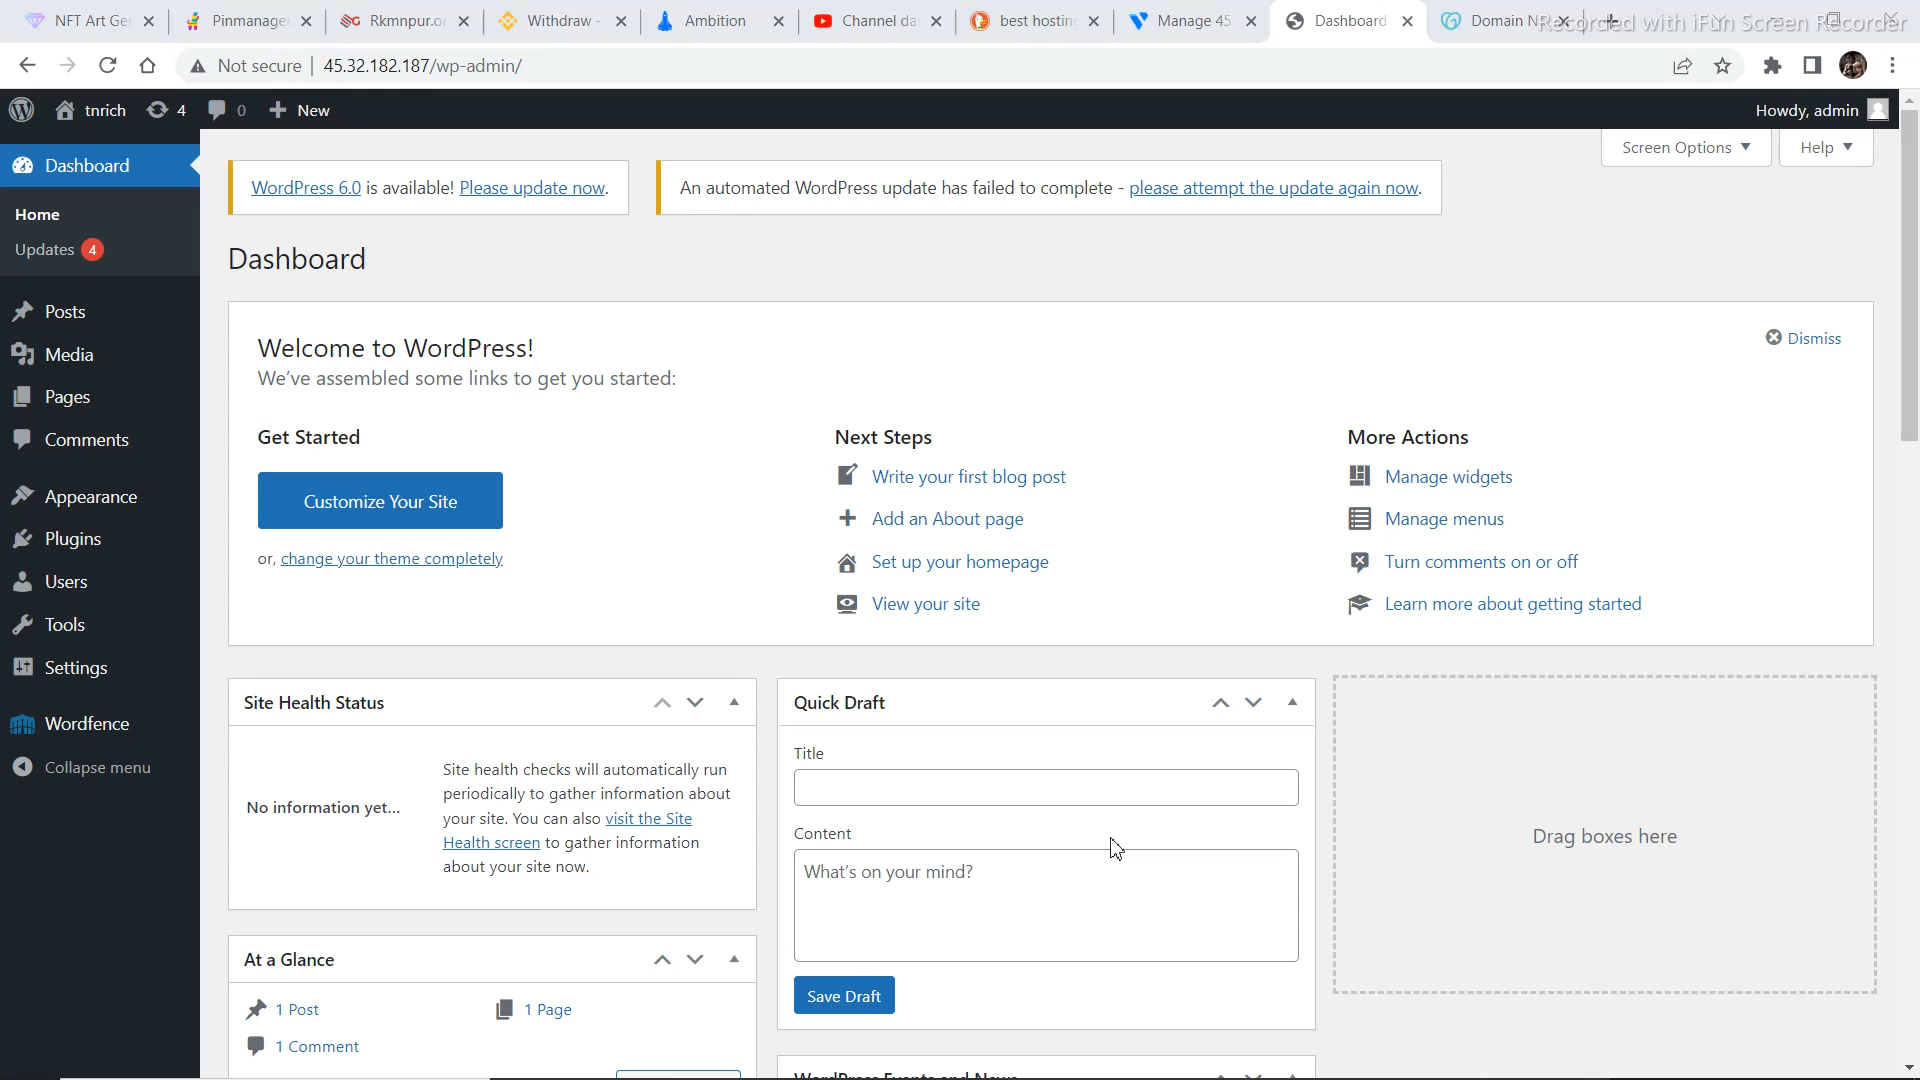 NFT Art Ge
Pinmanage
Rkmnpur.o
Withdraw -
Ambition
Channel da
best hosting
Manage 45
Dashboard
Domain N
Recorded with iFun Screen Recorder
Not secure
45.32.182.187/wp-admin/
tnrich
4
0
New
Howdy, admin
Screen Options
Help
WordPress 6.0 is available! Please update now.
An automated WordPress update has failed to complete - please attempt the update again now.
Dashboard
Home
Updates 4
Posts
Media
Pages
Comments
Appearance
Plugins
Users
Tools
Settings
Wordfence
Collapse menu
Dashboard
Welcome to WordPress!
We've assembled some links to get you started:
Dismiss
Get Started
Customize Your Site
or, change your theme completely
Next Steps
Write your first blog post
Add an About page
Set up your homepage
View your site
More Actions
Manage widgets
Manage menus
Turn comments on or off
Learn more about getting started
Site Health Status
No information yet...
Site health checks will automatically run
periodically to gather information about
your site. You can also visit the Site
Health screen to gather information
about your site now.
At a Glance
1 Post
1 Page
1 Comment
Quick Draft
Title
Content
What's on your mind?
Save Draft
WordPress Events and News
Drag boxes here